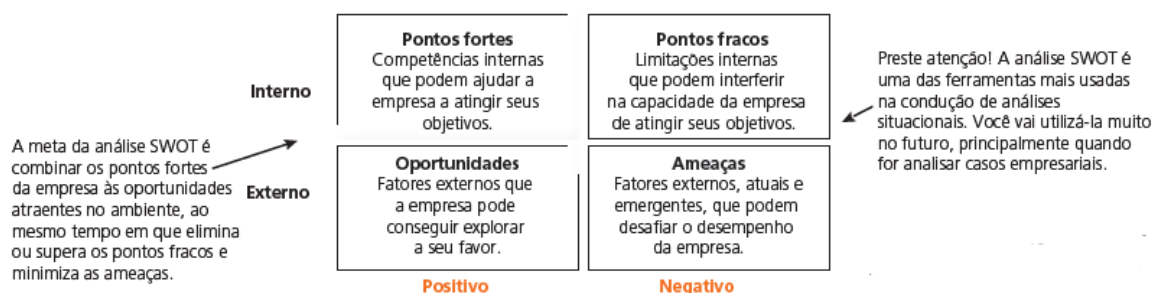 Pontos fortes
Competências internas
que podem ajudar a
empresa a atingir seus
objetivos.
Pontos fracos
Limitações internas
que podem interferir
na capacidade da empresa
de atingir seus objetivos.
Interno
Preste atenção! A análise SWOT é
uma das ferramentas mais usadas
na condução de análises
situacionais. Você vai utilizá-la muito
no futuro, principalmente quando
for analisar casos empresariais.
A meta da análise SWOT é
combinar os pontos fortes
da empresa às oportunidades
atraentes no ambiente, ao
mesmo tempo em que elimina
ou supera os pontos fracos e
minimiza as ameaças.
Externo
Oportunidades
Fatores externos que
a empresa pode
conseguir explorar
a seu favor.
Ameaças
Fatores externos, atuais e
emergentes, que podem
desafiar o desempenho
da empresa.
Positivo
Negativo